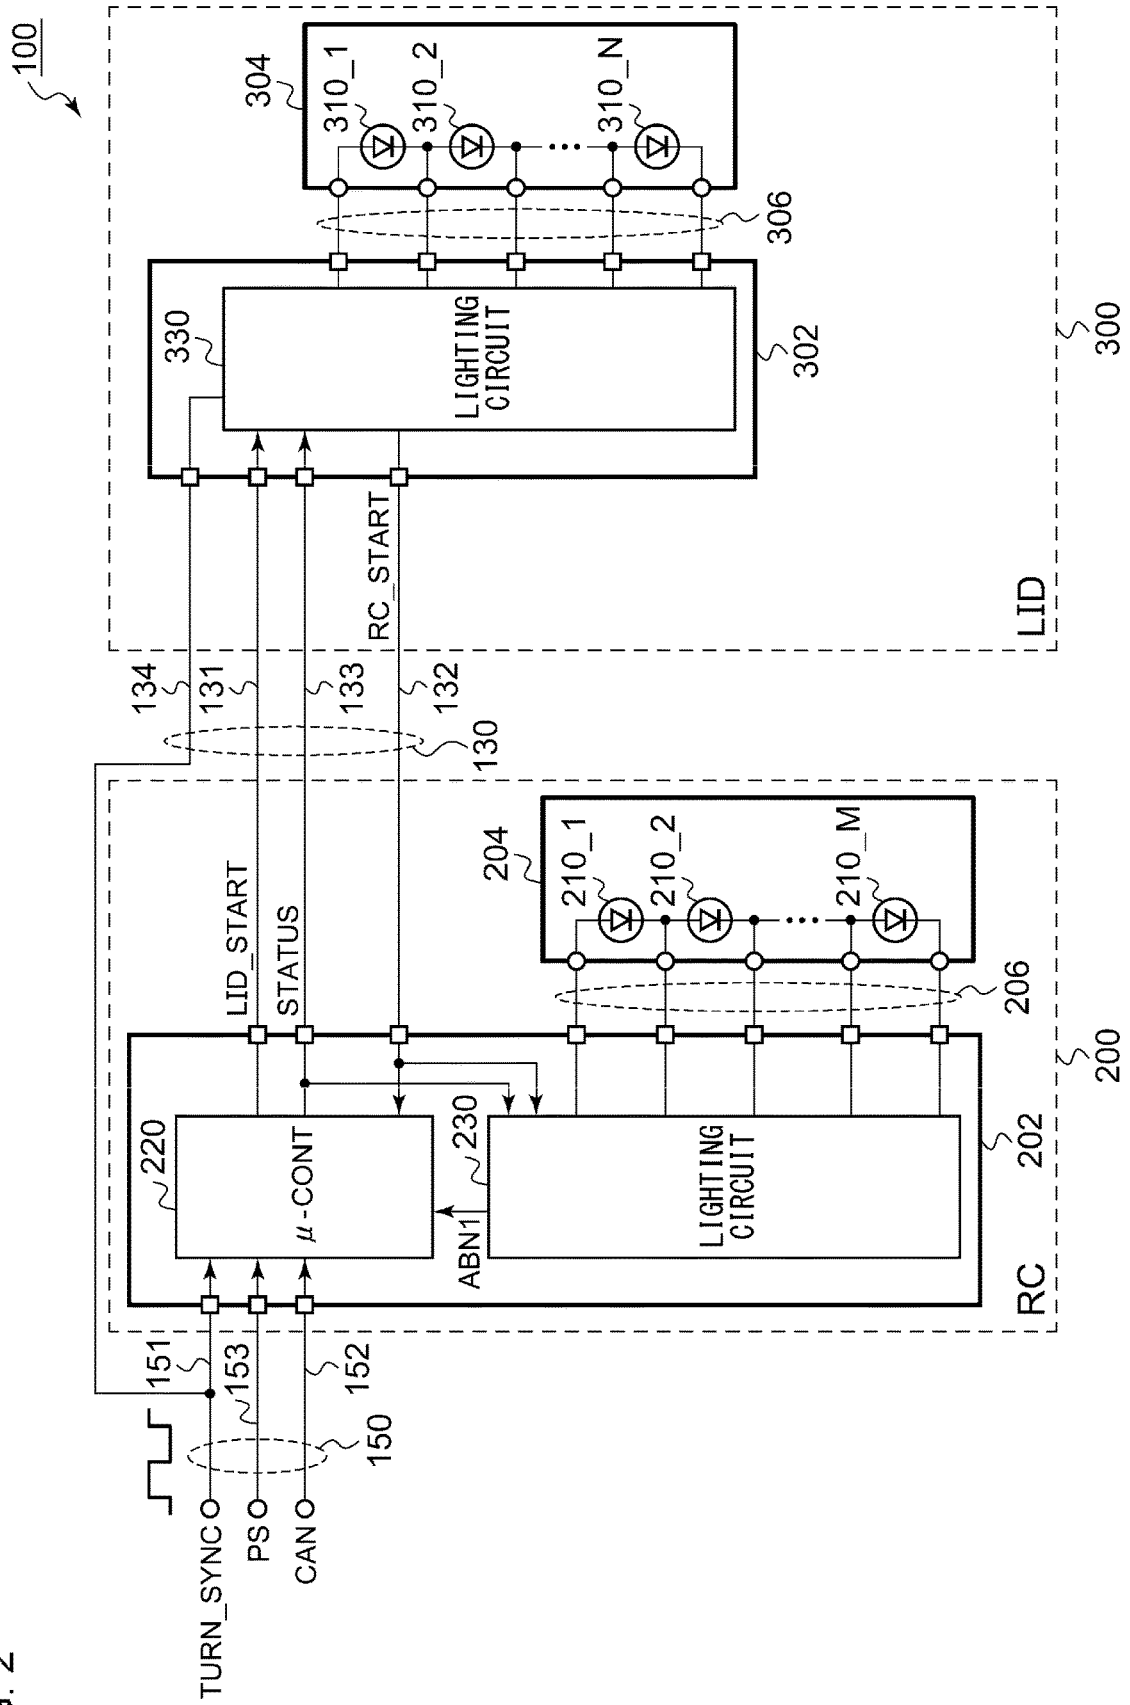 100
304
310_1
310_2
310_N
306
330
LIGHTING
CIRCUIT
302
300
RC_START
LID
134
131
133
132
130
LID_START
STATUS
204
210_1
210_2
210_M
206
200
220
μ-CONT
230
ABN1
LIGHTING
CIRCUIT
202
RC
151
153
152
150
TURN_SYNC
PS
CAN
2